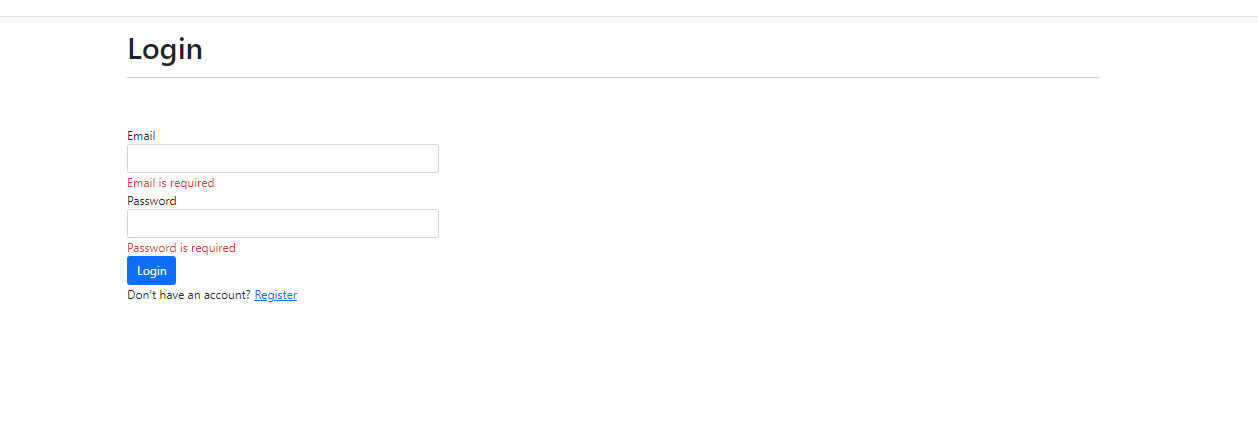 Login
Email
Email is required
Password
Password is required
Login
Don't have an account? Register